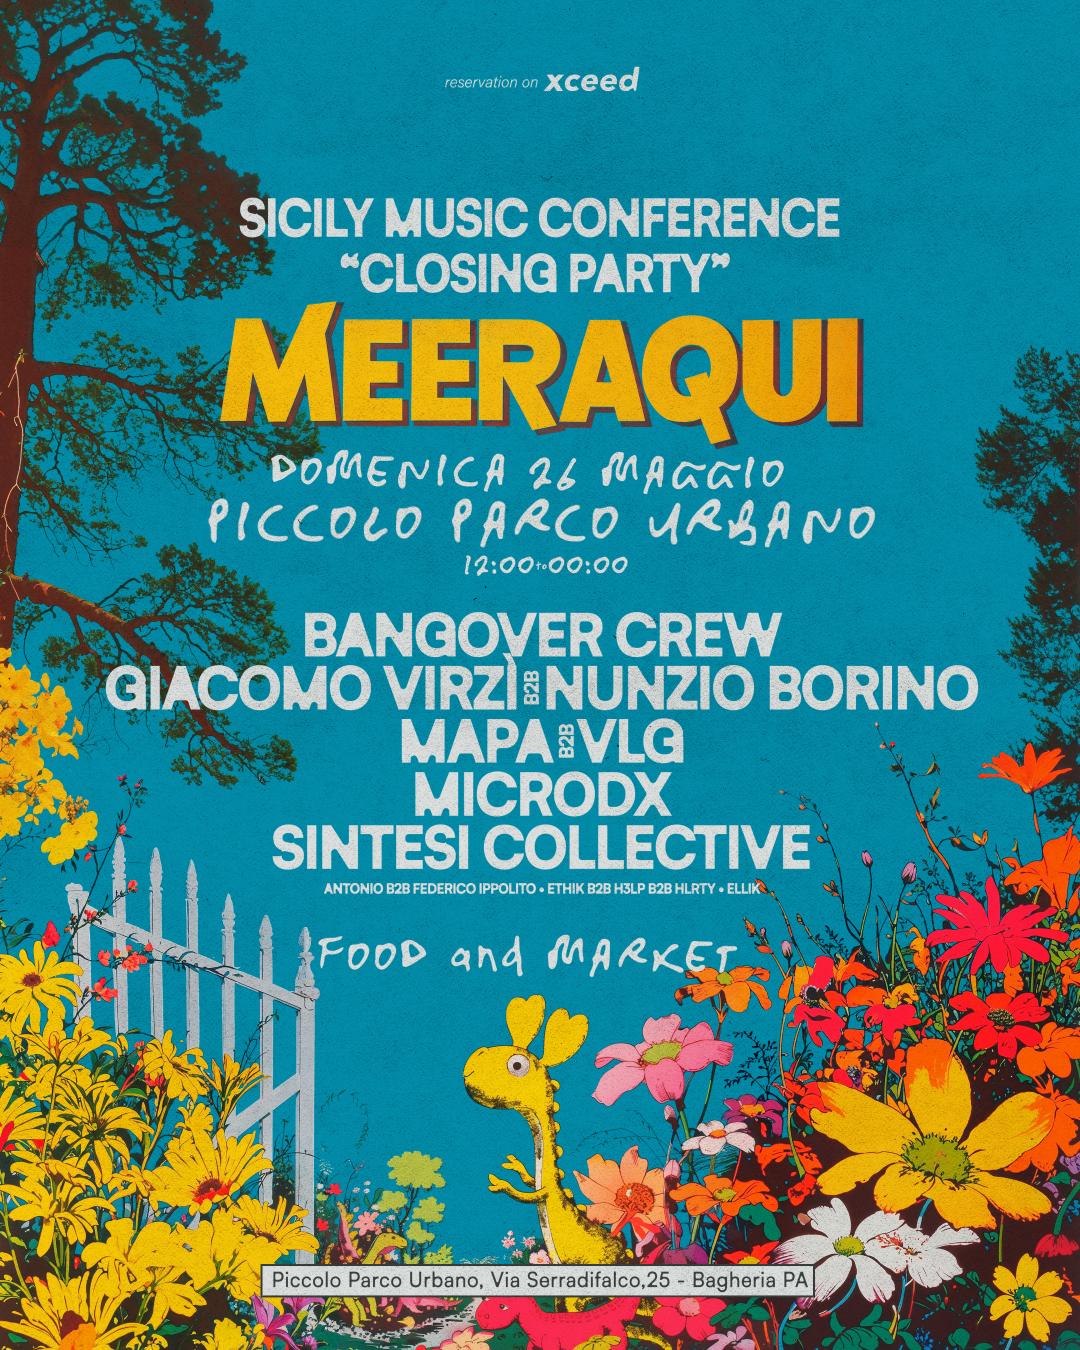 reservation on xceed
SICILY MUSIC CONFERENCE
“CLOSING PARTY”
MEERAQUI
DOMENICA 26 MAGGIO
PICCOLO PARCO URBANO
12:00 to 00:00
BANGOVER CREW
GIACOMO VIRZÌ B2B NUNZIO BORINO
MAPA B2B VLG
MICRODX
SINTESI COLLECTIVE
ANTONIO B2B FEDERICO IPPOLITO • ETHIK B2B H3LP B2B HLRTY • ELLIK
FOOD and MARKET
Piccolo Parco Urbano, Via Serradifalco,25 - Bagheria PA